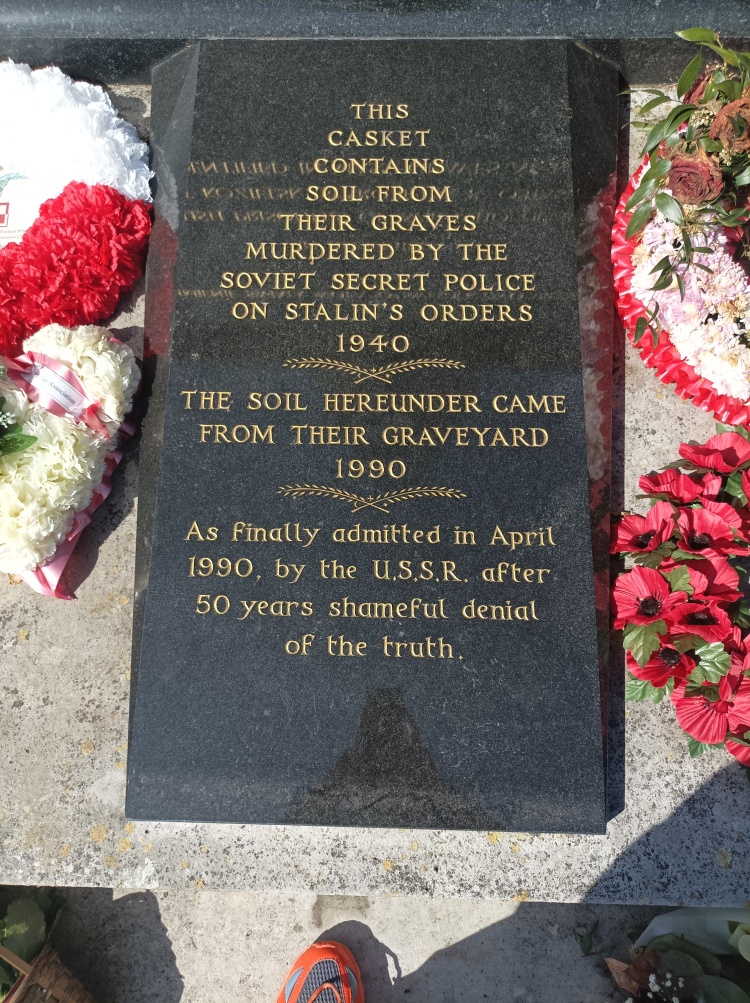 THIS
CASKET
CONTAINS
SOIL FROM
THEIR GRAVES
MURDERED BY THE
SOVIET SECRET POLICE
ON STALIN'S ORDERS
1940
THE SOIL HEREUNDER CAME
FROM THEIR GRAVEYARD
1990
As finally admitted in April
1990, by the U.S.S.R. after
50 years shameful denial
of the truth.
Association